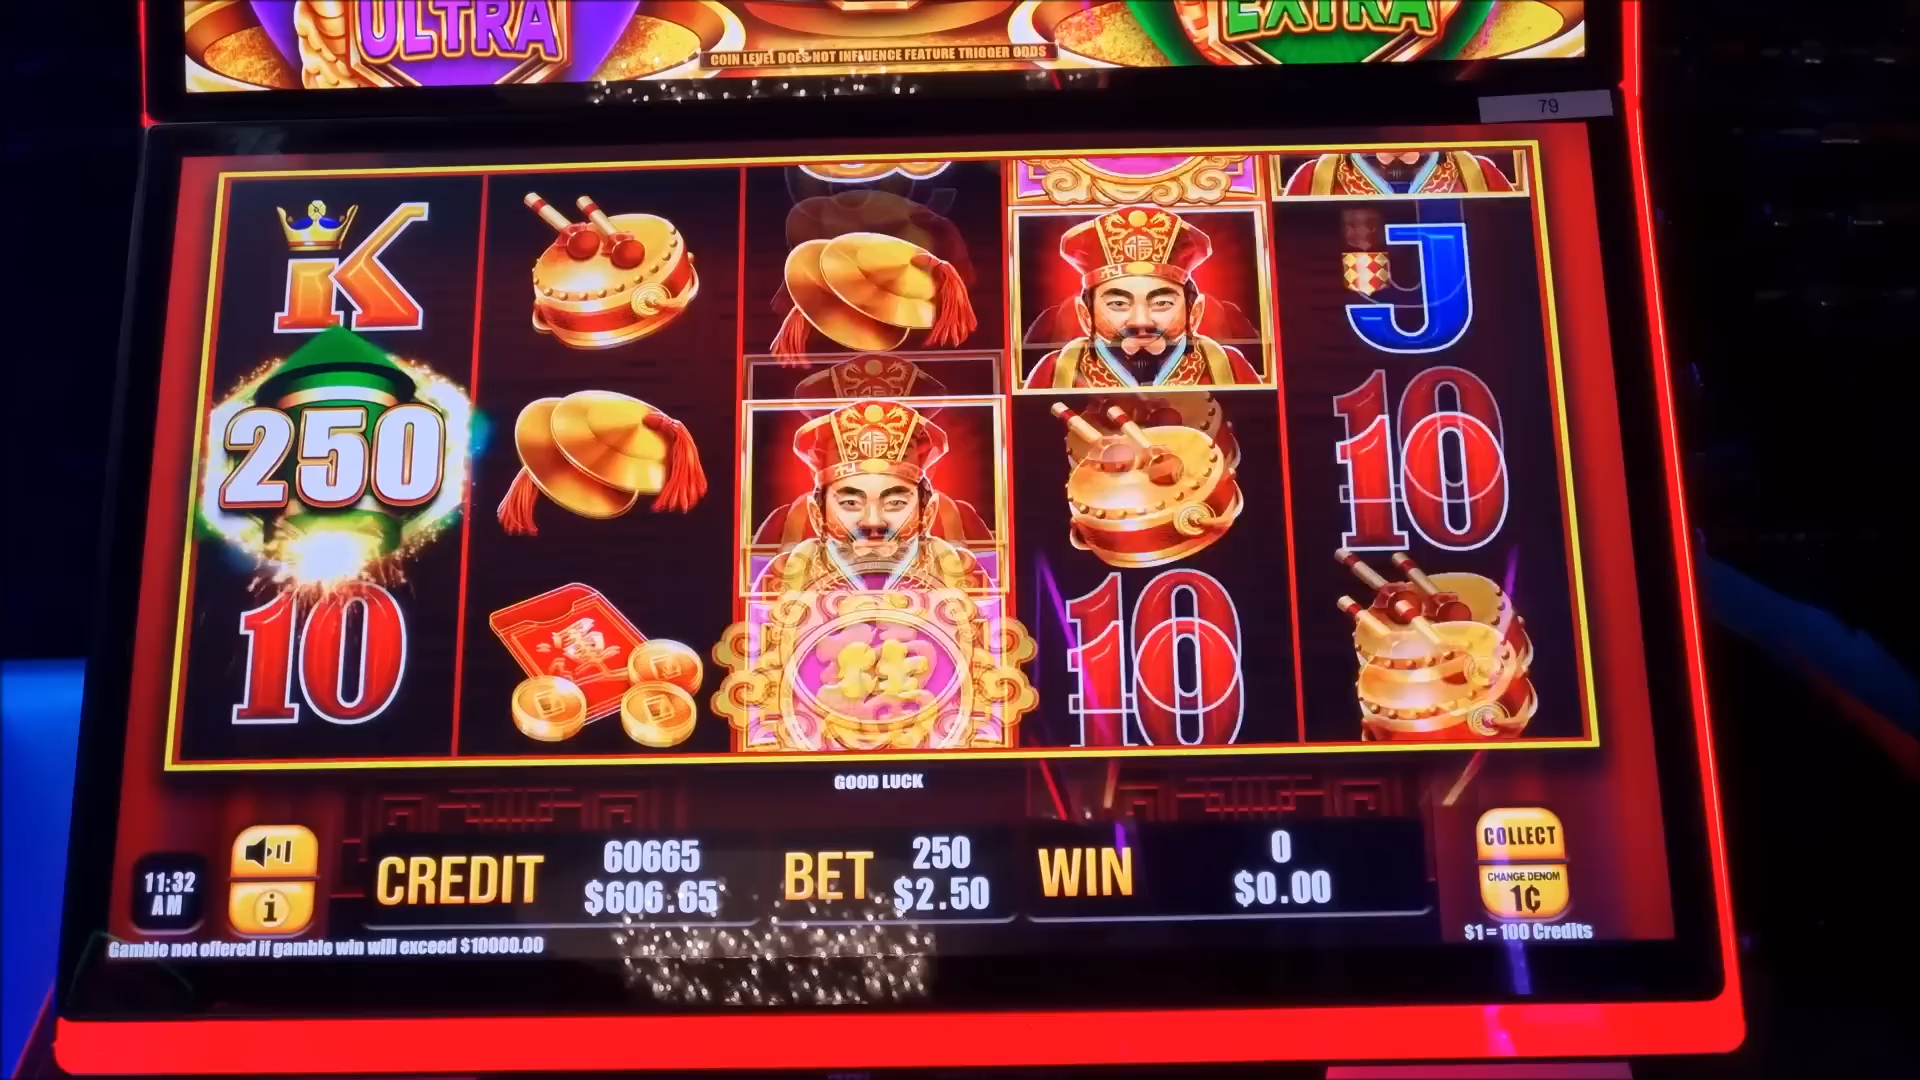 ULTRA
EXTRA
COIN LEVEL DOES NOT INFLUENCE FEATURE TRIGGER ODDS
79
K
J
250
10
10
10
GOOD LUCK
11:32 AM
CREDIT
60665
$606.65
BET
250
$2.50
WIN
0
$0.00
COLLECT
CHANGE DENOM
1¢
$1 = 100 Credits
Gamble not offered if gamble win will exceed $10000.00